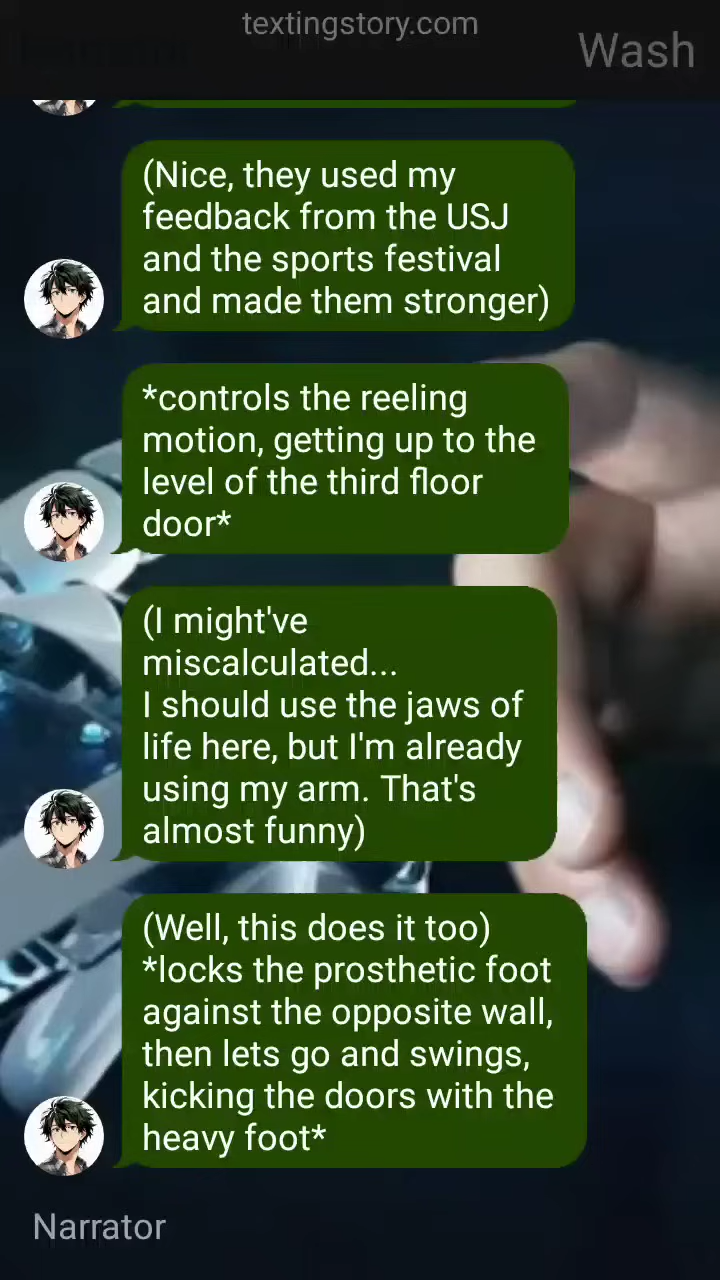 textingstory.com
Wash
(Nice, they used my
feedback from the USJ
and the sports festival
and made them stronger)
*controls the reeling
motion, getting up to the
level of the third floor
door*
(I might've
miscalculated...
I should use the jaws of
life here, but I'm already
using my arm. That's
almost funny)
(Well, this does it too)
*locks the prosthetic foot
against the opposite wall,
then lets go and swings,
kicking the doors with the
heavy foot*
Narrator